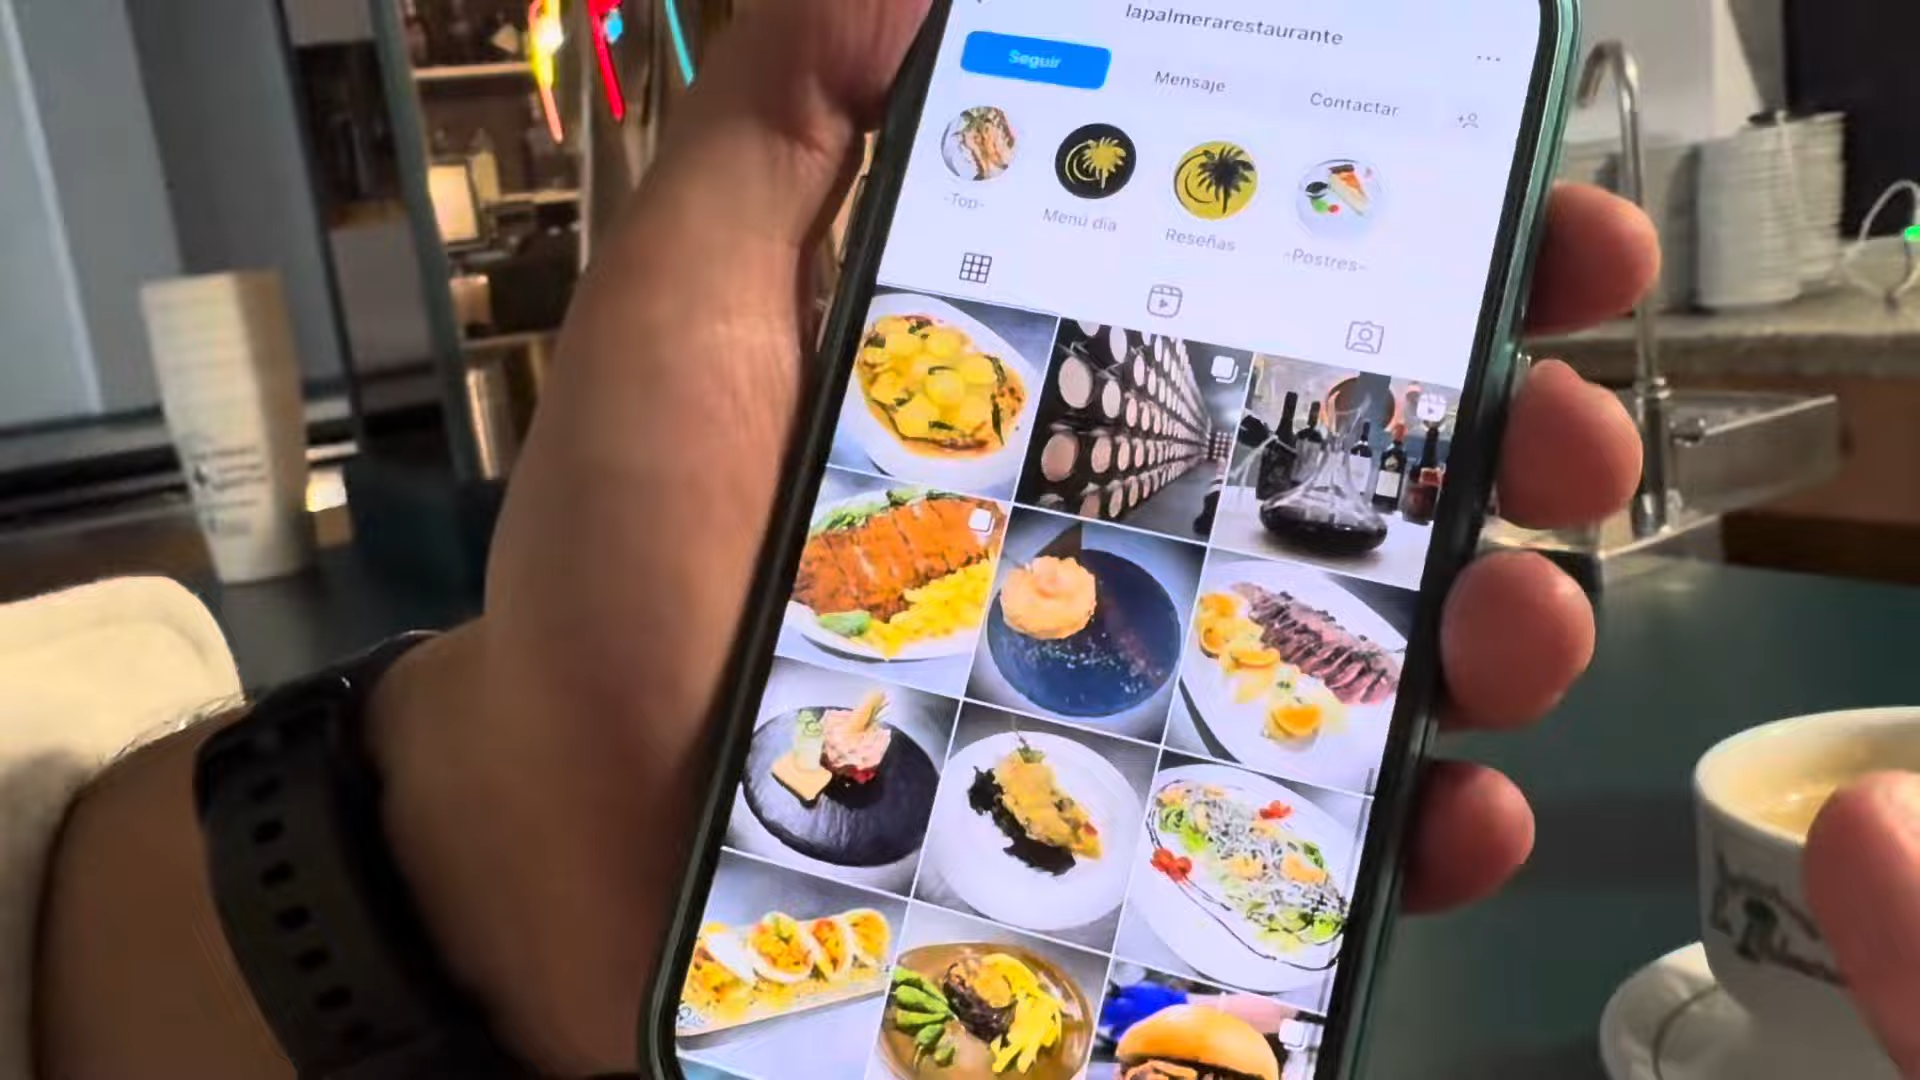 lapalmerarestaurante
Seguir
Mensaje
Contactar
-Top-
Menú día
Reseñas
-Postres-